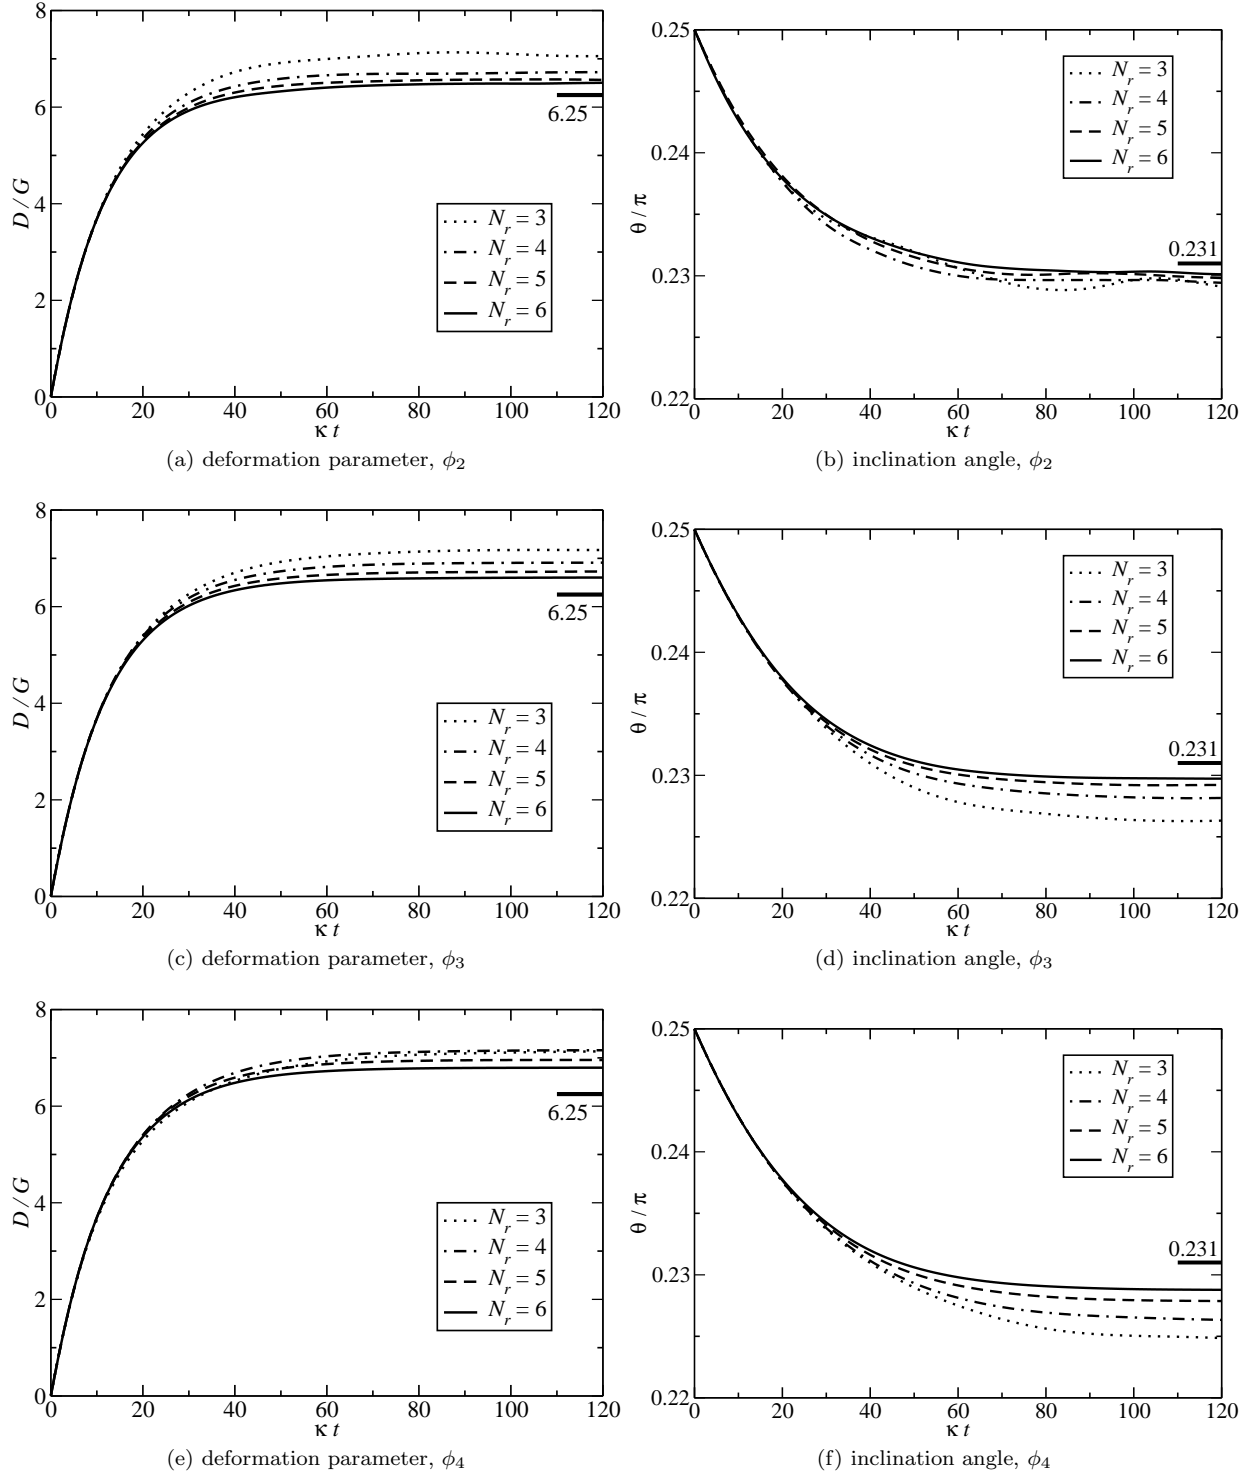 8
6
4
2
0
D / G
6.25
N_r = 3
N_r = 4
N_r = 5
N_r = 6
0 20 40 60 80 100 120
κ t
(a) deformation parameter, ϕ_2
0.25
0.24
0.23
0.22
θ / π
N_r = 3
N_r = 4
N_r = 5
N_r = 6
0.231
0 20 40 60 80 100 120
κ t
(b) inclination angle, ϕ_2
8
6
4
2
0
D / G
6.25
N_r = 3
N_r = 4
N_r = 5
N_r = 6
0 20 40 60 80 100 120
κ t
(c) deformation parameter, ϕ_3
0.25
0.24
0.23
0.22
θ / π
N_r = 3
N_r = 4
N_r = 5
N_r = 6
0.231
0 20 40 60 80 100 120
κ t
(d) inclination angle, ϕ_3
8
6
4
2
0
D / G
6.25
N_r = 3
N_r = 4
N_r = 5
N_r = 6
0 20 40 60 80 100 120
κ t
(e) deformation parameter, ϕ_4
0.25
0.24
0.23
0.22
θ / π
N_r = 3
N_r = 4
N_r = 5
N_r = 6
0.231
0 20 40 60 80 100 120
κ t
(f) inclination angle, ϕ_4